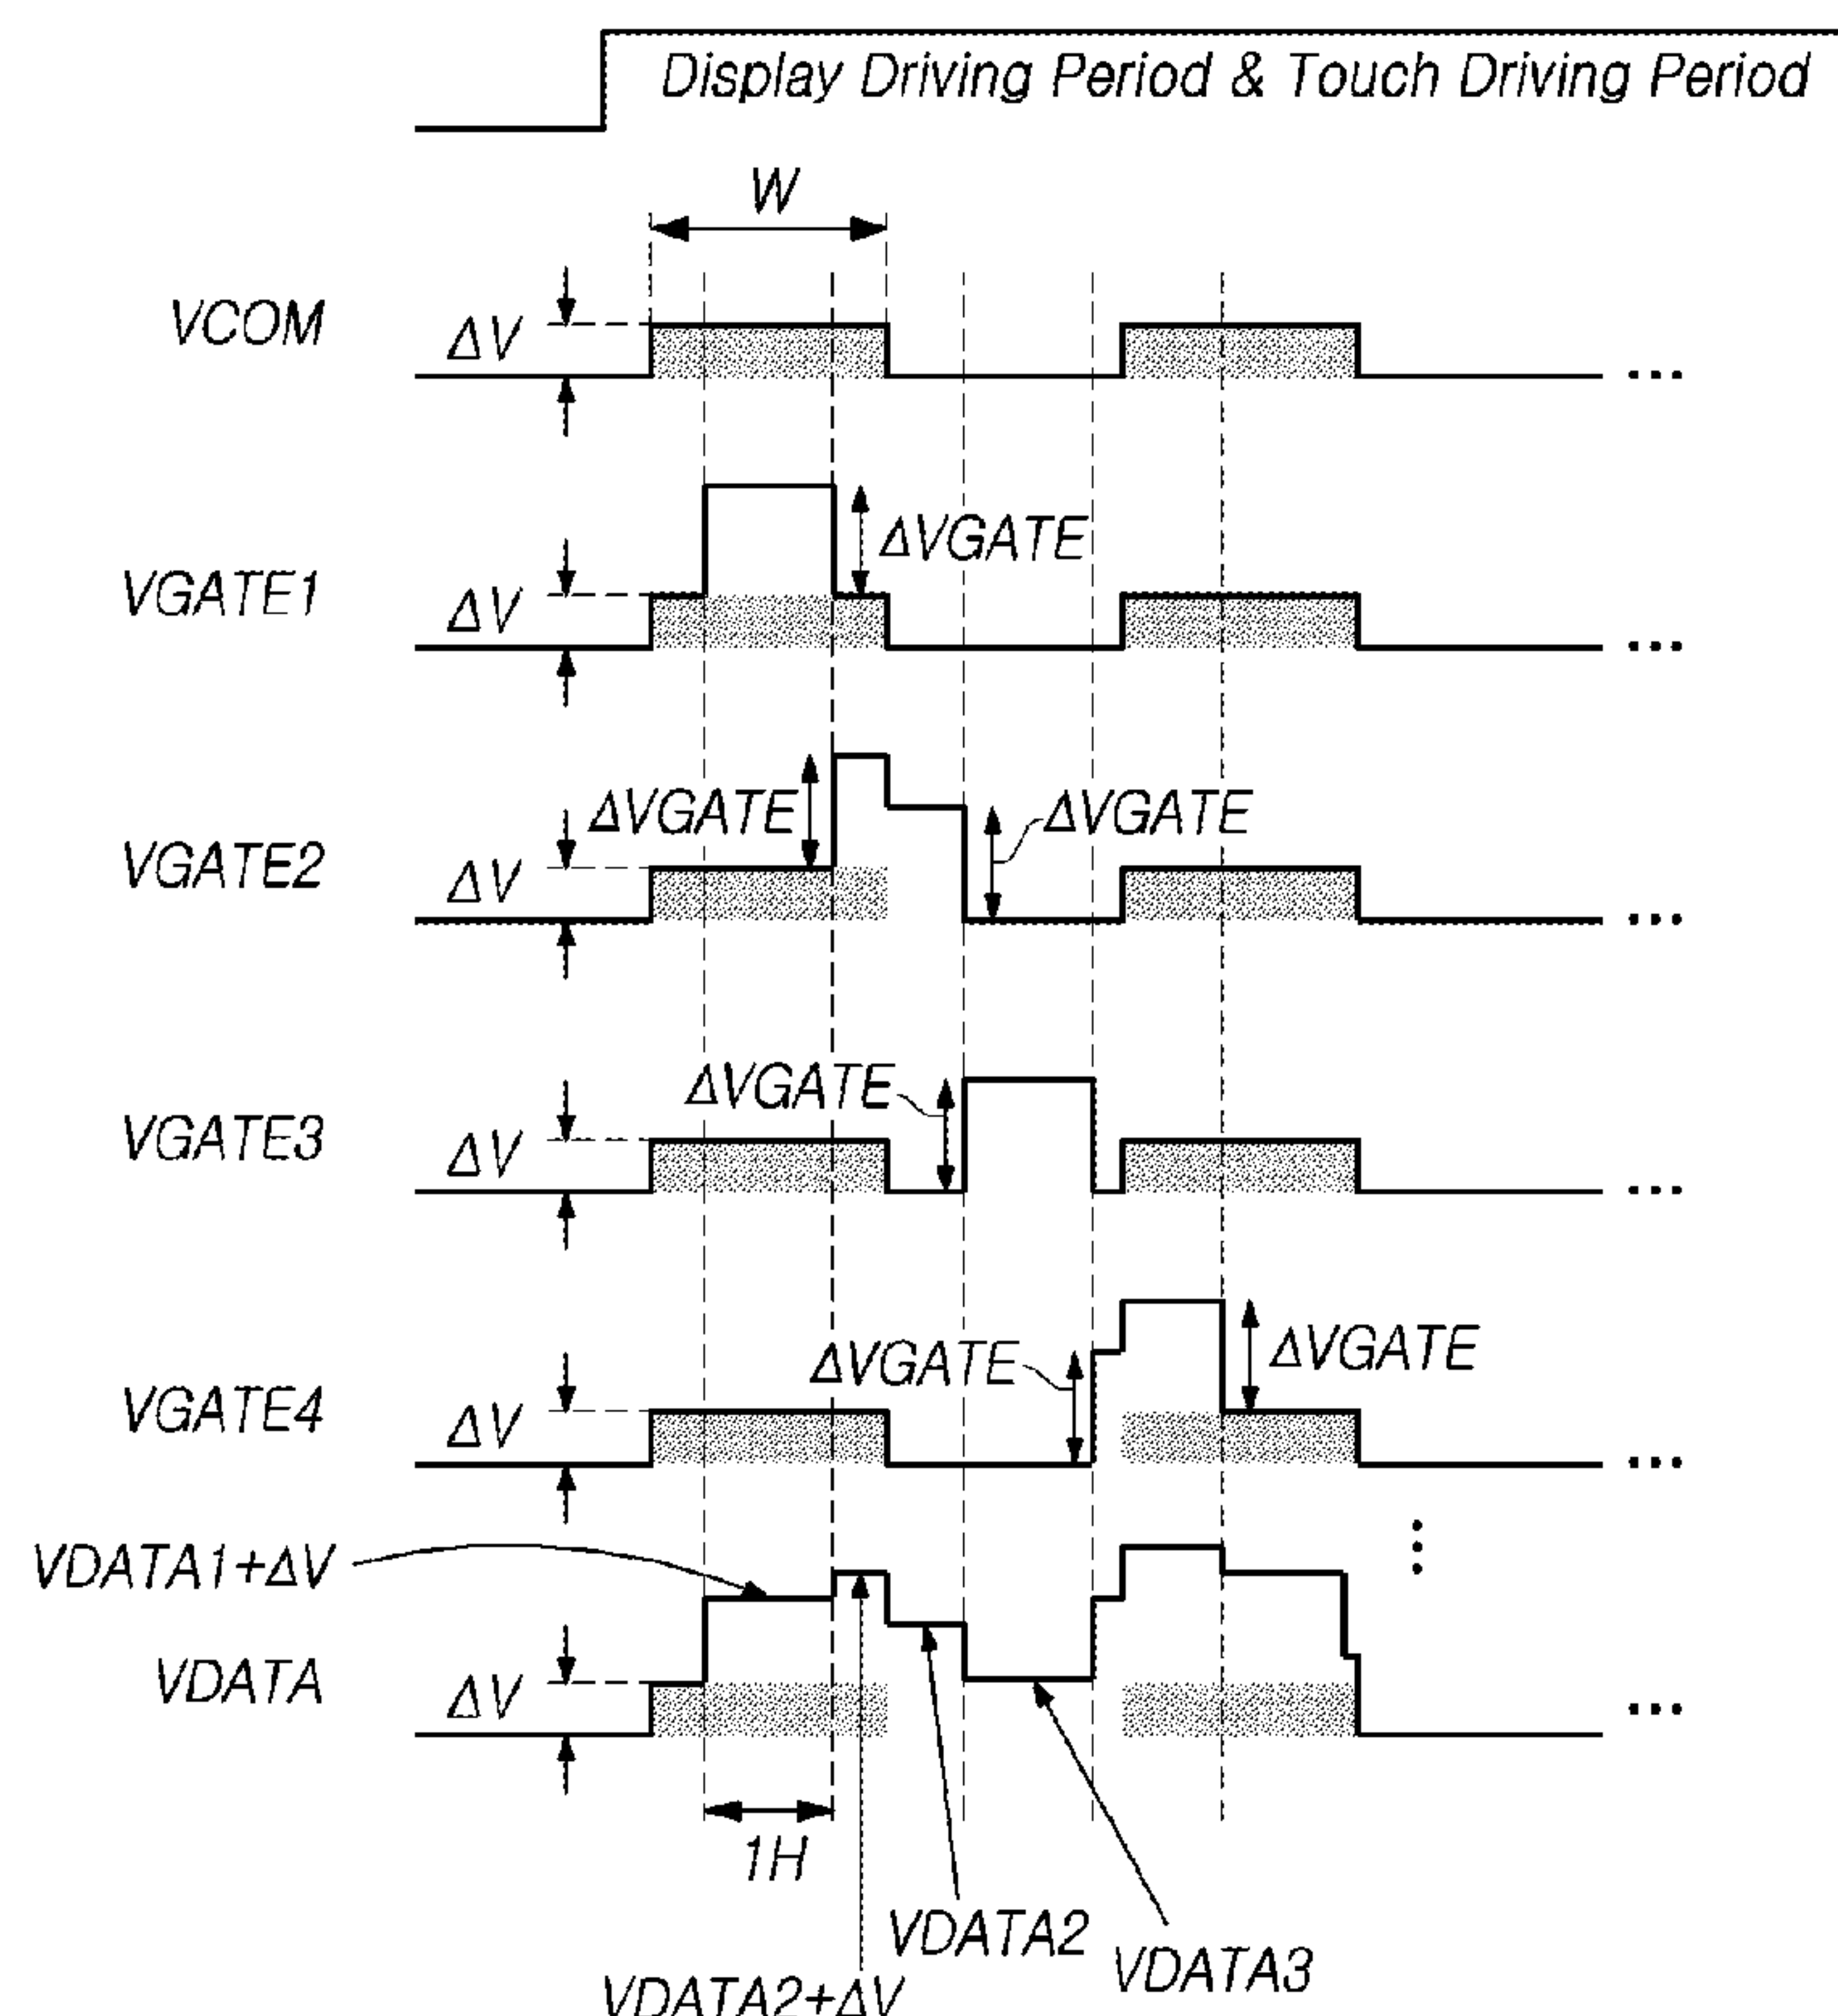 Display Driving Period & Touch Driving Period
W
VCOM
ΔV
ΔVGATE
VGATE1
ΔV
ΔVGATE
ΔVGATE
VGATE2
ΔV
ΔVGATE
VGATE3
ΔV
ΔVGATE
ΔVGATE
VGATE4
ΔV
VDATA1+ΔV
VDATA
ΔV
1H
VDATA2
VDATA3
VDATA2+ΔV